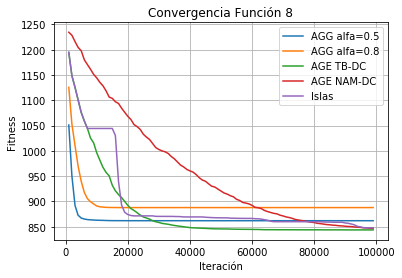 Convergencia Función 8
1250
1200
1150
1100
1050
1000
950
900
850
Fitness
AGG alfa=0.5
AGG alfa=0.8
AGE TB-DC
AGE NAM-DC
Islas
0 20000 40000 60000 80000 100000
Iteración